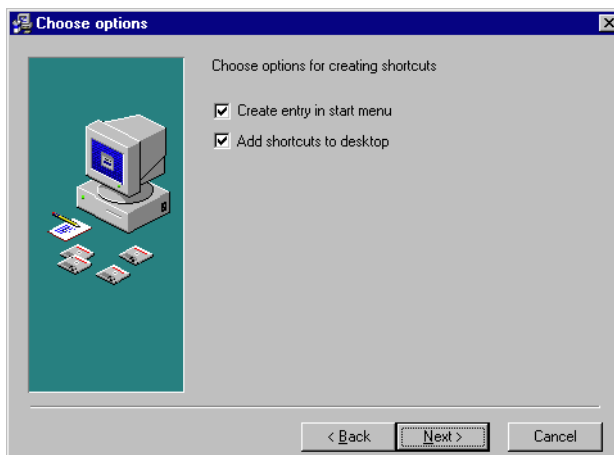 Choose options
Choose options for creating shortcuts
Create entry in start menu
Add shortcuts to desktop
< Back
Next >
Cancel